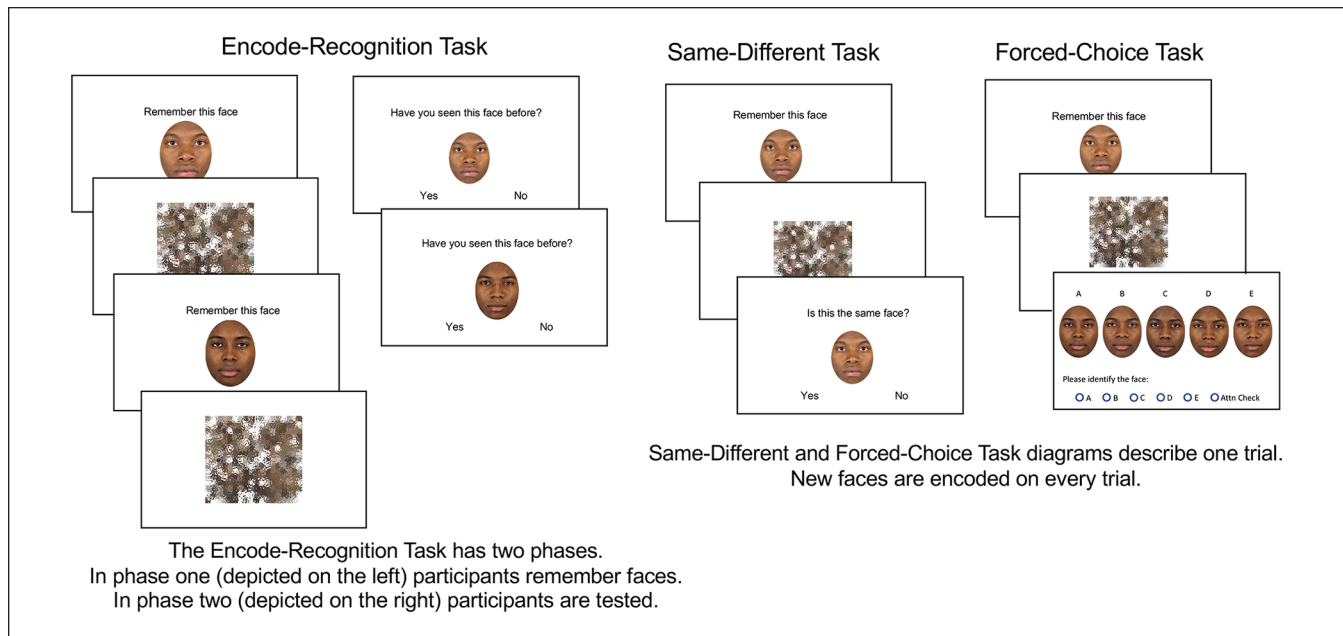 Encode-Recognition Task
Remember this face
Remember this face
Have you seen this face before?
Yes No
Have you seen this face before?
Yes No
The Encode-Recognition Task has two phases.
In phase one (depicted on the left) participants remember faces.
In phase two (depicted on the right) participants are tested.
Same-Different Task
Remember this face
Is this the same face?
Yes No
Forced-Choice Task
Remember this face
A B C D E
Please identify the face:
A B C D E Attn Check
Same-Different and Forced-Choice Task diagrams describe one trial.
New faces are encoded on every trial.